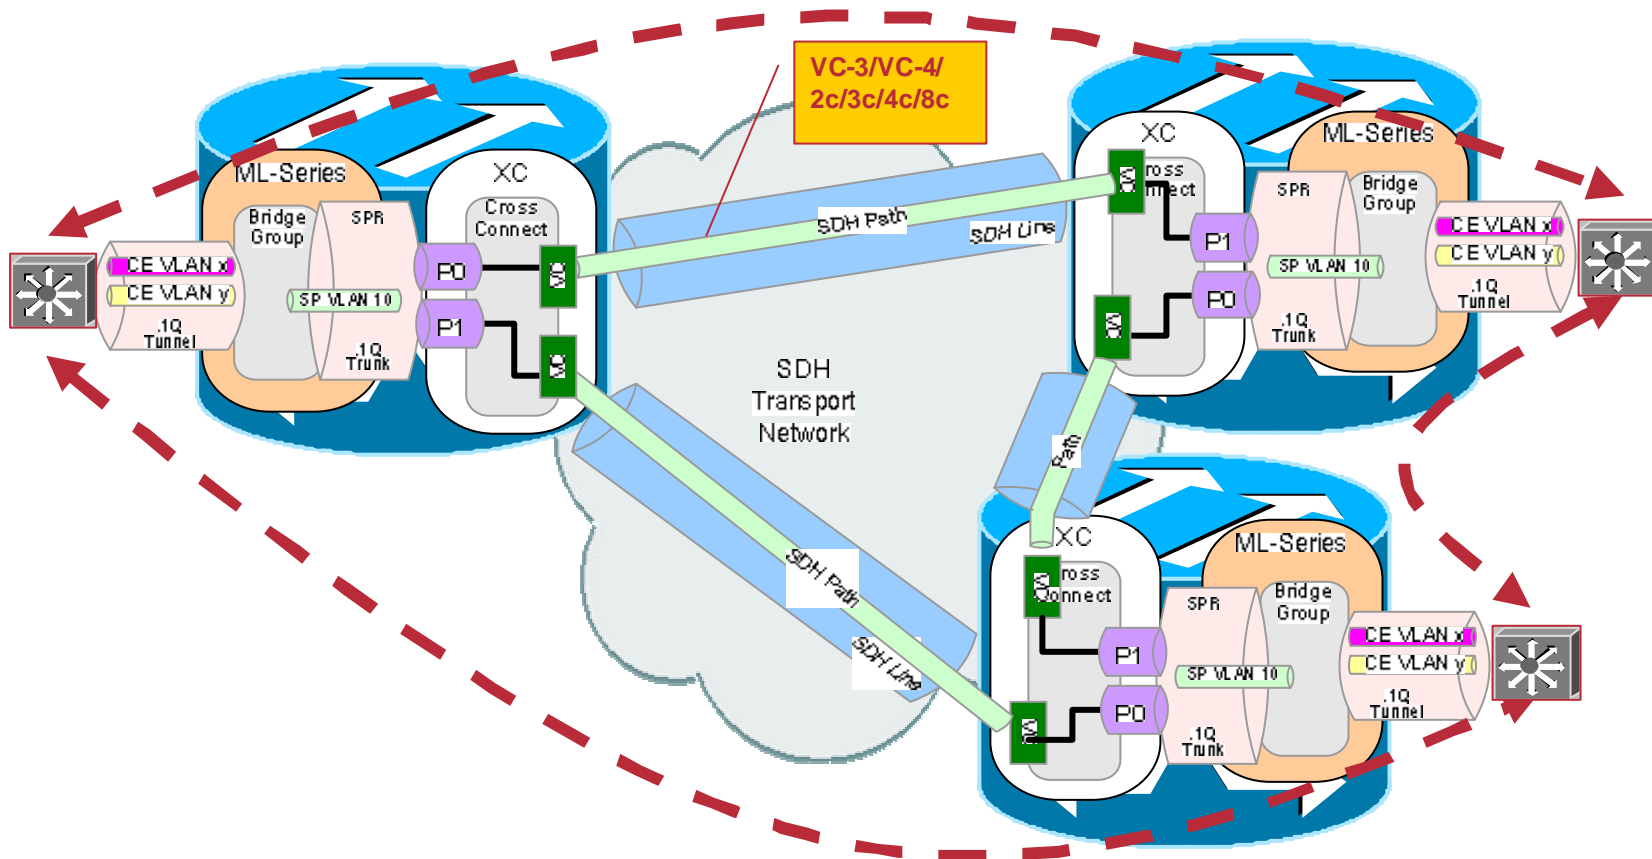 VC-3/VC-4/
2c/3c/4c/8c
ML-Series
XC
Bridge
Group
SPR
Cross
Connect
P0
P1
CE VLAN x
CE VLAN y
SP VLAN 10
.1Q
Tunnel
.1Q
Trunk
SDH Path
SDH Line
SDH
Transport
Network
SDH Path
SDH Line
Path
XC
ML-Series
ross
nnect
SPR
Bridge
Group
P1
P0
SP VLAN 10
CE VLAN x
CE VLAN y
.1Q
Tunnel
.1Q
Trunk
XC
ML-Series
ross
onnect
SPR
Bridge
Group
P1
P0
SP VLAN 10
CE VLAN x
CE VLAN y
.1Q
Tunnel
.1Q
Trunk